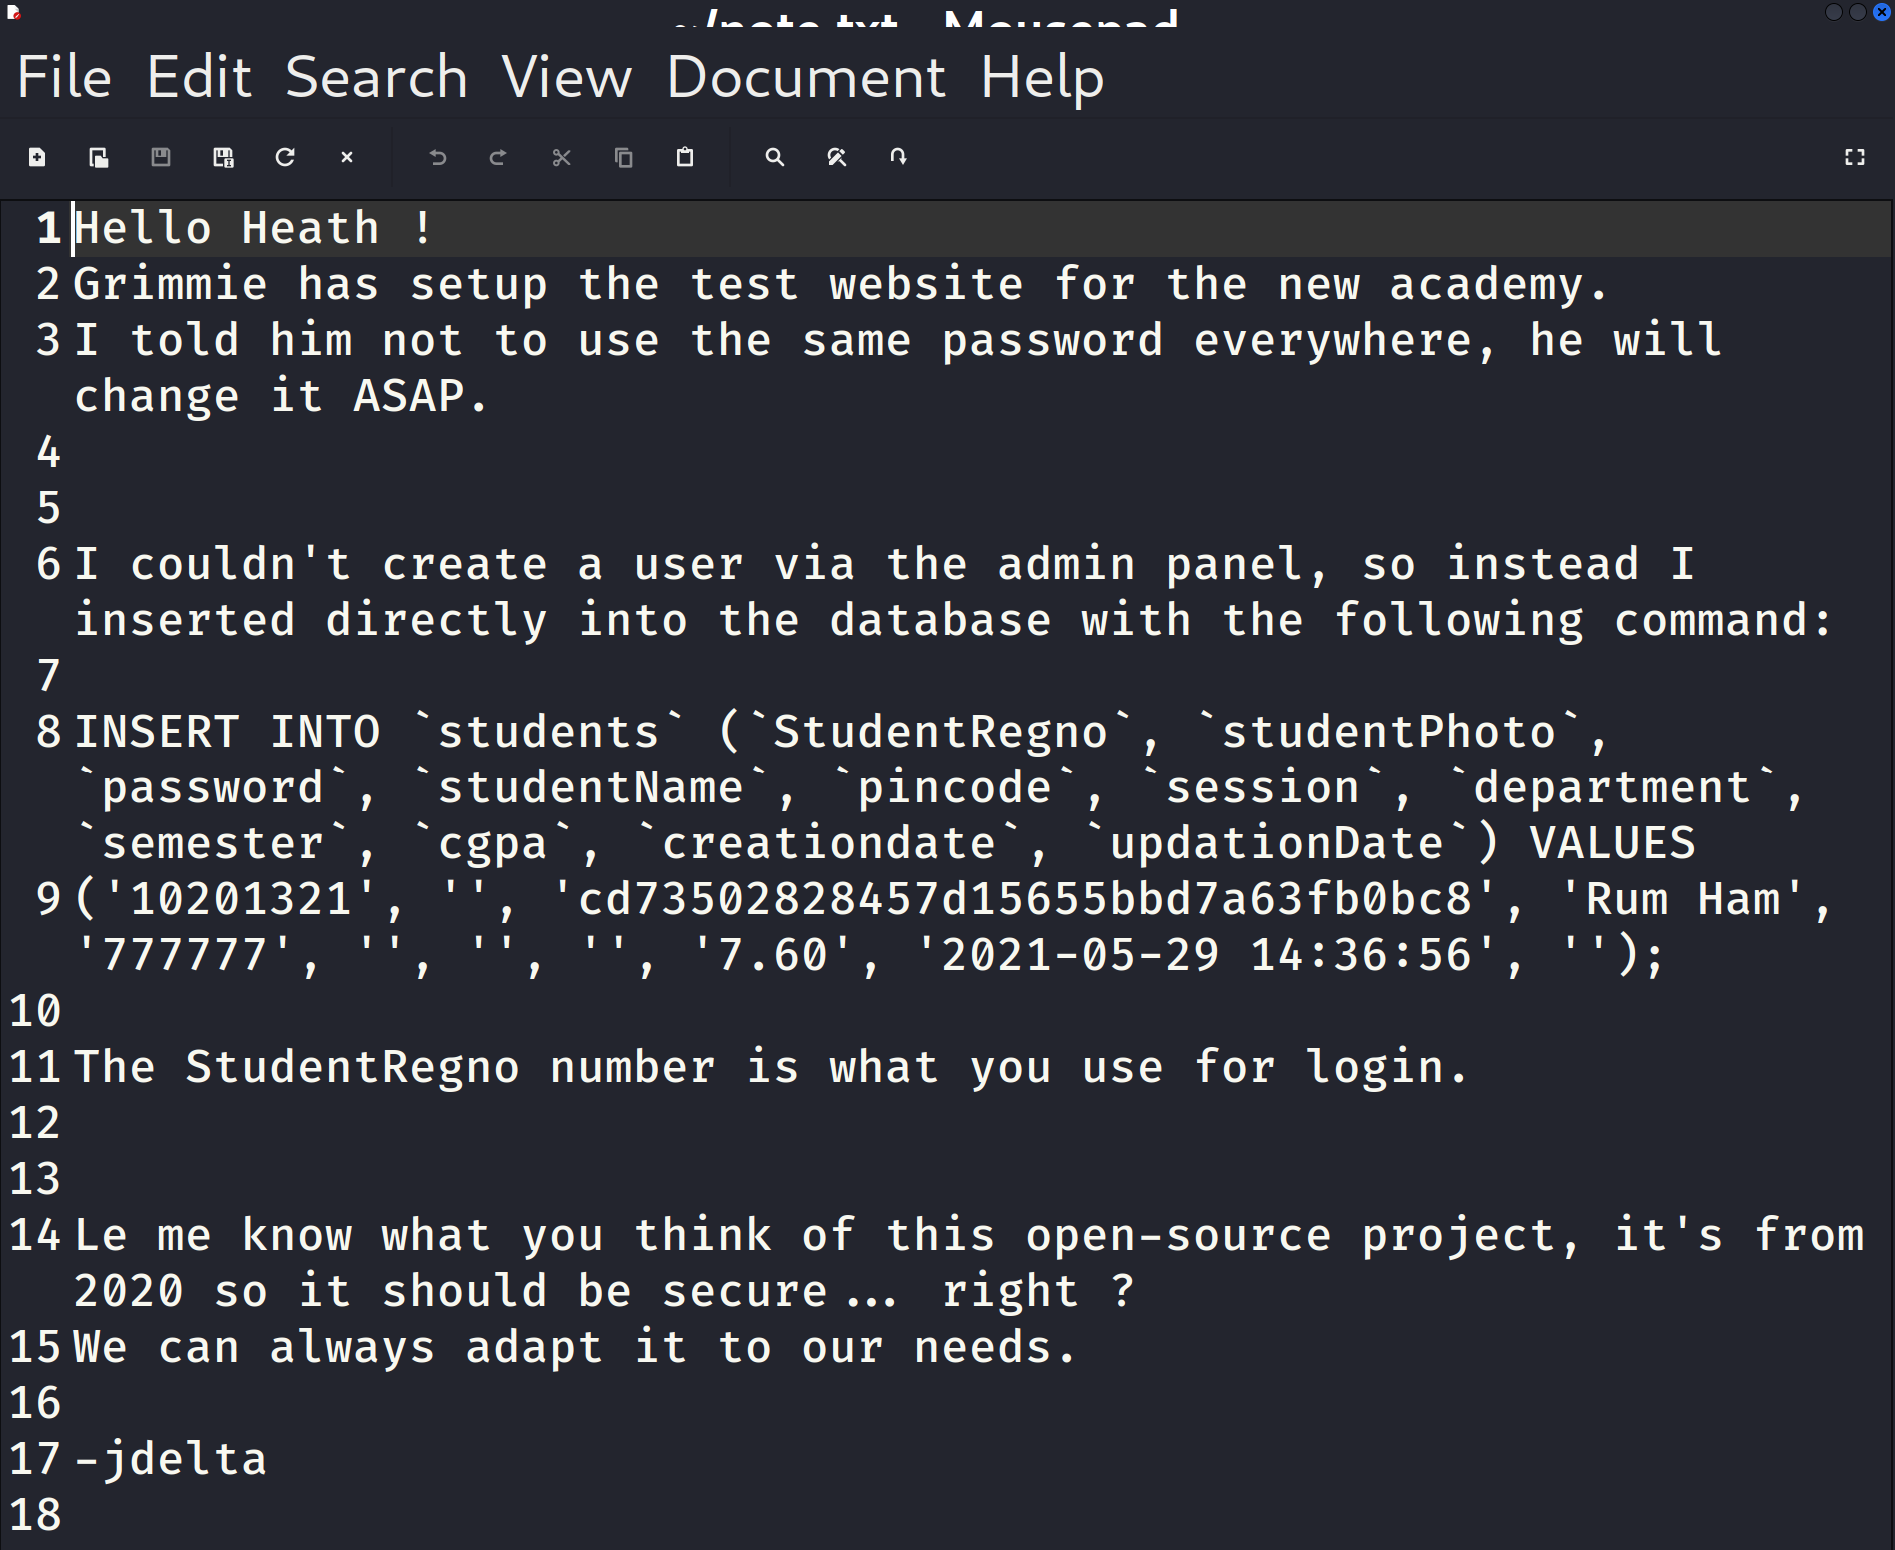 ~/note.txt - Mousepad
File Edit Search View Document Help
1 Hello Heath !
2 Grimmie has setup the test website for the new academy.
3 I told him not to use the same password everywhere, he will
change it ASAP.
4
5
6 I couldn't create a user via the admin panel, so instead I
inserted directly into the database with the following command:
7
8 INSERT INTO `students` (`StudentRegno`, `studentPhoto`,
`password`, `studentName`, `pincode`, `session`, `department`,
`semester`, `cgpa`, `creationdate`, `updationDate`) VALUES
9 ('10201321', '', 'cd73502828457d15655bbd7a63fb0bc8', 'Rum Ham',
'777777', '', '', '', '7.60', '2021-05-29 14:36:56', '');
10
11 The StudentRegno number is what you use for login.
12
13
14 Le me know what you think of this open-source project, it's from
2020 so it should be secure... right ?
15 We can always adapt it to our needs.
16
17 -jdelta
18